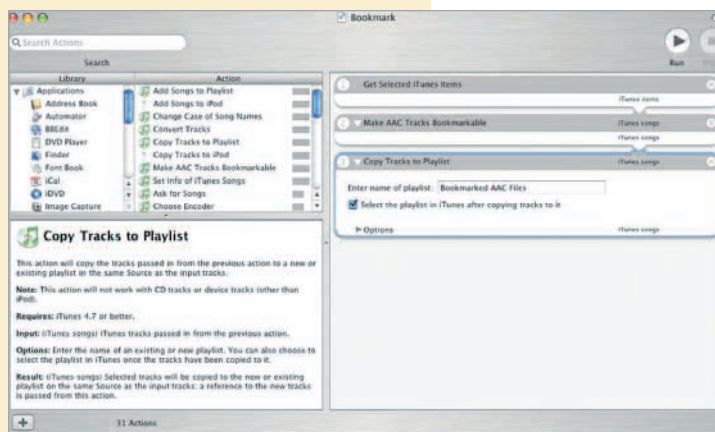 Bookmark
Search Actions
Search
Run
Library
Action
Applications
Address Book
Automator
BBEdit
DVD Player
Finder
Font Book
iCal
iDVD
Image Capture
Add Songs to Playlist
Add Songs to iPod
Change Case of Song Names
Convert Tracks
Copy Tracks to Playlist
Copy Tracks to iPod
Make AAC Tracks Bookmarkable
Set Info of iTunes Songs
Ask for Songs
Choose Encoder
Copy Tracks to Playlist
This action will copy the tracks passed in from the previous action to a new or
existing playlist in the same Source as the input tracks.
Note: This action will not work with CD tracks or device tracks (other than
iPod).
Requires: iTunes 4.7 or better.
Input: (iTunes songs) iTunes tracks passed in from the previous action.
Options: Enter the name of an existing or new playlist. You can also choose to
select the playlist in iTunes once the tracks have been copied to it.
Result: (iTunes songs) Selected tracks will be copied to the new or existing
playlist on the same Source as the input tracks: a reference to the new tracks
is passed from this action.
31 Actions
1 Get Selected iTunes Items
iTunes items
2 Make AAC Tracks Bookmarkable iTunes songs
iTunes songs
3 Copy Tracks to Playlist iTunes songs
Enter name of playlist: Bookmarked AAC Files
Select the playlist in iTunes after copying tracks to it
Options iTunes songs